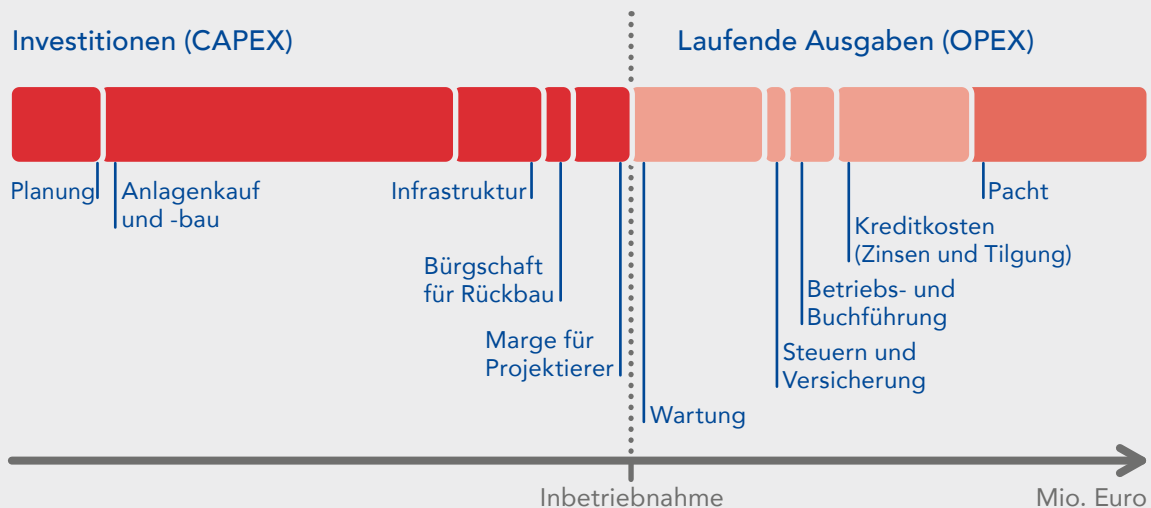 Investitionen (CAPEX)
Laufende Ausgaben (OPEX)
Planung
Anlagenkauf
und -bau
Infrastruktur
Bürgschaft
für Rückbau
Marge für
Projektierer
Wartung
Steuern und
Versicherung
Betriebs- und
Buchführung
Kreditkosten
(Zinsen und Tilgung)
Pacht
Inbetriebnahme
Mio. Euro